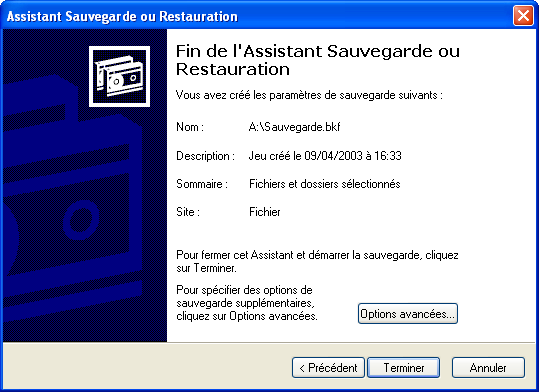 Assistant Sauvegarde ou Restauration
Fin de l'Assistant Sauvegarde ou
Restauration
Vous avez créé les paramètres de sauvegarde suivants :
Nom : A:\Sauvegarde.bkf
Description : Jeu créé le 09/04/2003 à 16:33
Sommaire : Fichiers et dossiers sélectionnés
Site : Fichier
Pour fermer cet Assistant et démarrer la sauvegarde, cliquez
sur Terminer.
Pour spécifier des options de
sauvegarde supplémentaires,
cliquez sur Options avancées.
Options avancées...
< Précédent Terminer Annuler